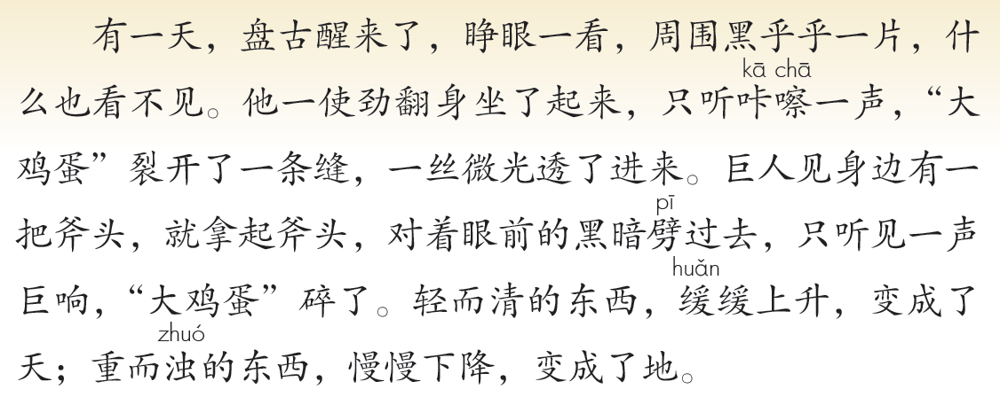 有一天，盘古醒来了，睁眼一看，周围黑乎乎一片，什
kā chā
么也看不见。他一使劲翻身坐了起来，只听咔嚓一声，“大
鸡蛋”裂开了一条缝，一丝微光透了进来。巨人见身边有一
pī
把斧头，就拿起斧头，对着眼前的黑暗劈过去，只听见一声
huǎn
巨响，“大鸡蛋”碎了。轻而清的东西，缓缓上升，变成了
zhuó
天；重而浊的东西，慢慢下降，变成了地。